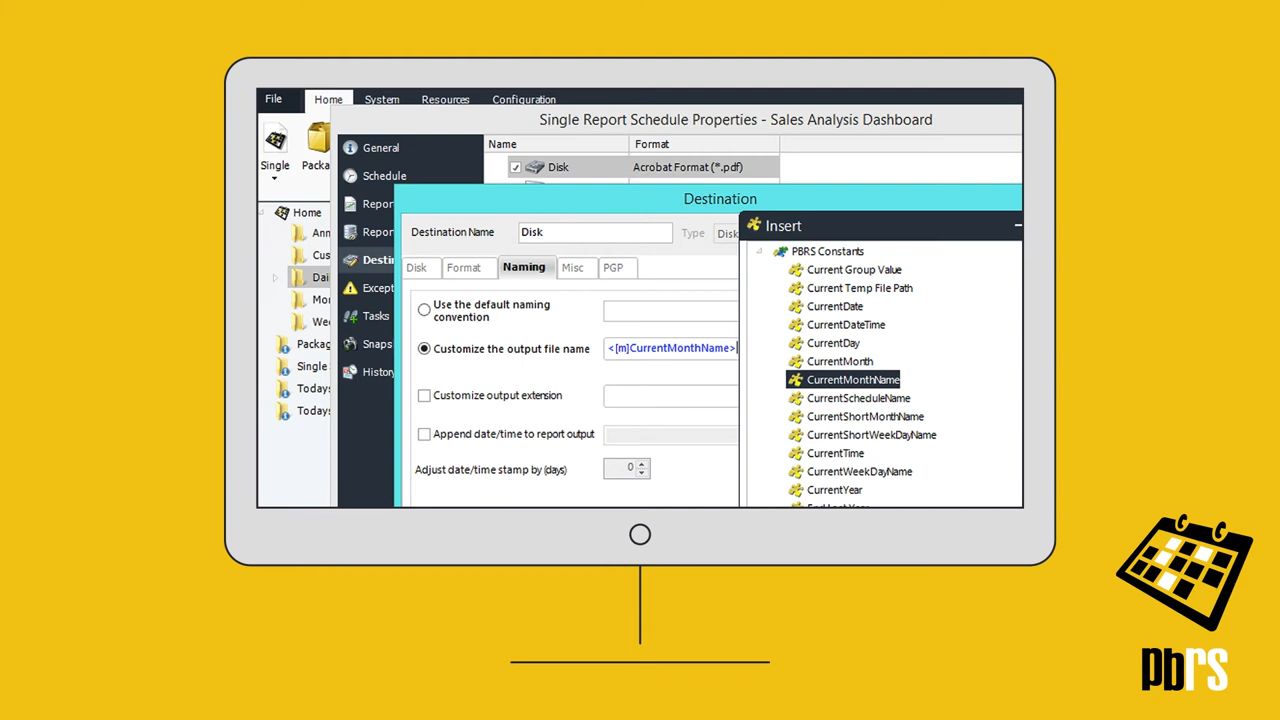 File Home System Resources Configuration
Single Report Schedule Properties - Sales Analysis Dashboard
Single
Packa
General
Schedule
Repor
Repor
Destin
Except
Tasks
Snaps
History
Name Format
Disk Acrobat Format (*.pdf)
Home
Ann
Cus
Dai
Mo
Wee
Packag
Single
Todays
Todays
Destination
Destination Name Disk Type Disk
Disk Format Naming Misc PGP
Use the default naming
convention
Customize the output file name <[m]CurrentMonthName>
Customize output extension
Append date/time to report output
Adjust date/time stamp by (days) 0
Insert
PBRS Constants
Current Group Value
Current Temp File Path
CurrentDate
CurrentDateTime
CurrentDay
CurrentMonth
CurrentMonthName
CurrentScheduleName
CurrentShortMonthName
CurrentShortWeekDayName
CurrentTime
CurrentWeekDayName
CurrentYear
pbrs